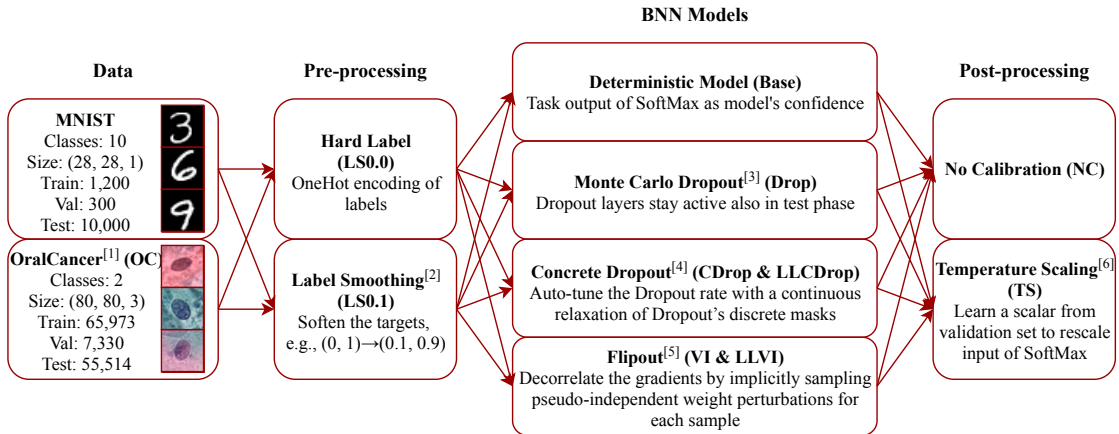 BNN Models
Data
Pre-processing
Post-processing
MNIST
Classes: 10
Size: (28, 28, 1)
Train: 1,200
Val: 300
Test: 10,000
3
6
9
OralCancer[1] (OC)
Classes: 2
Size: (80, 80, 3)
Train: 65,973
Val: 7,330
Test: 55,514
Hard Label
(LS0.0)
OneHot encoding of
labels
Label Smoothing[2]
(LS0.1)
Soften the targets,
e.g., (0, 1)→(0.1, 0.9)
Deterministic Model (Base)
Task output of SoftMax as model's confidence
Monte Carlo Dropout[3] (Drop)
Dropout layers stay active also in test phase
Concrete Dropout[4] (CDrop & LLCDrop)
Auto-tune the Dropout rate with a continuous
relaxation of Dropout's discrete masks
Flipout[5] (VI & LLVI)
Decorrelate the gradients by implicitly sampling
pseudo-independent weight perturbations for
each sample
No Calibration (NC)
Temperature Scaling[6]
(TS)
Learn a scalar from
validation set to rescale
input of SoftMax